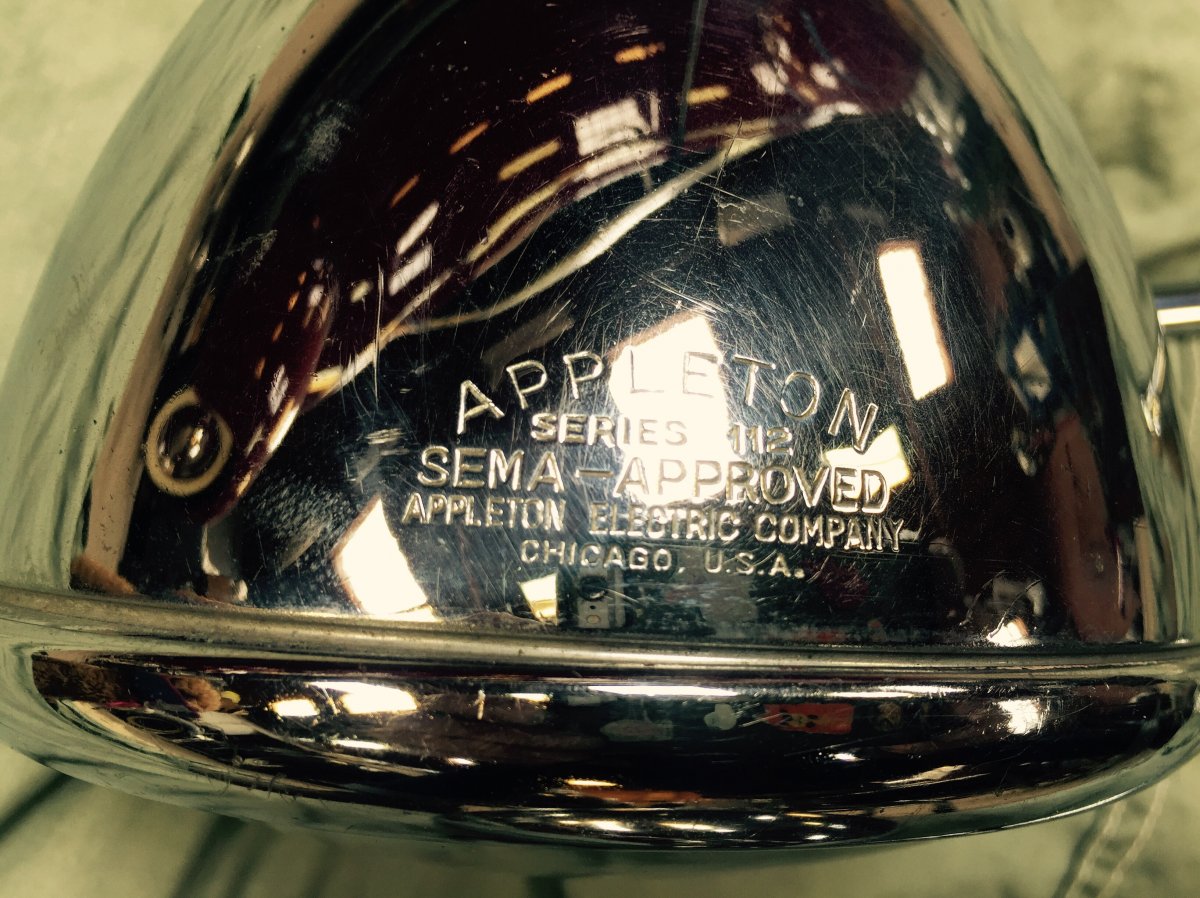 APPLETON
SERIES 112
SEMA-APPROVED
APPLETON ELECTRIC COMPANY
CHICAGO, U.S.A.